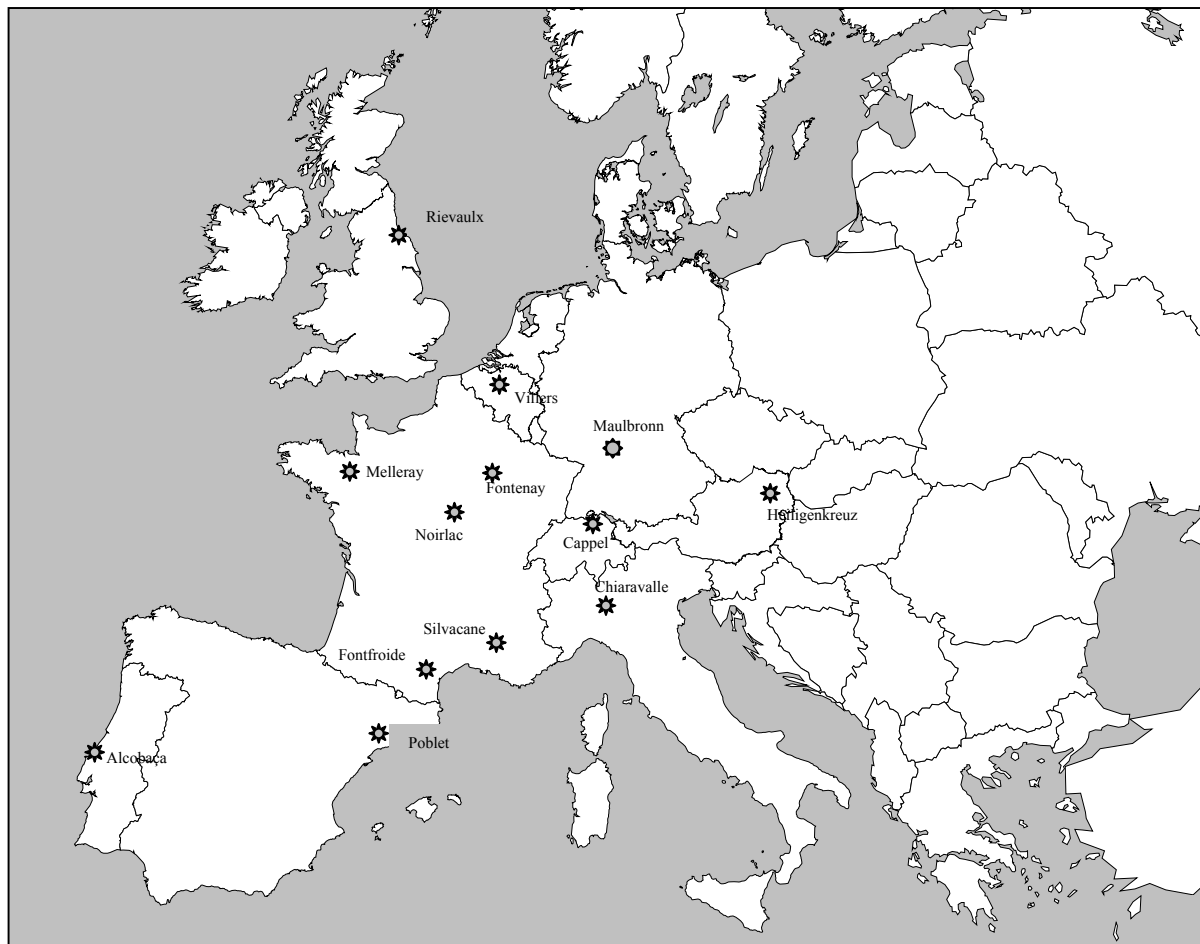 Rievaulx
Villers
Maulbronn
Melleray
Fontenay
Heiligenkreuz
Noirlac
Cappel
Chiaravalle
Silvacane
Fontfroide
Poblet
Alcobaça